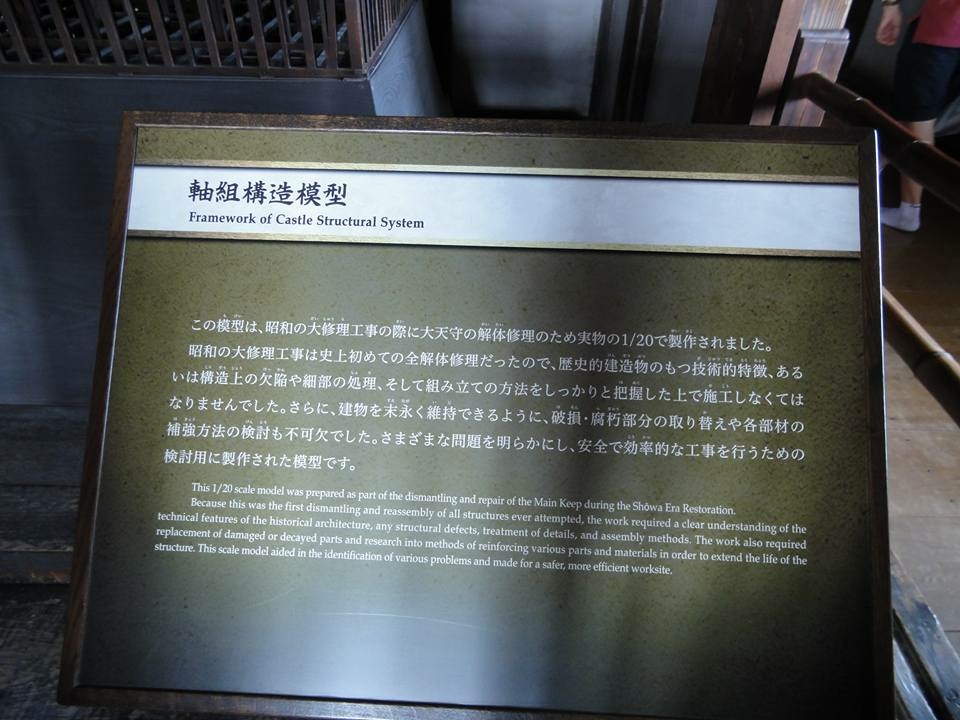 軸組構造模型
Framework of Castle Structural System
この模型は、昭和の大修理工事の際に大天守の解体修理のため実物の1/20で製作されました。
昭和の大修理工事は史上初めての全解体修理だったので、歴史的建造物のもつ技術的特徴、ある
いは構造上の欠陥や細部の処理、そして組み立ての方法をしっかりと把握した上で施工しなくては
なりませんでした。さらに、建物を末永く維持できるように、破損・腐朽部分の取り替えや各部材の
補強方法の検討も不可欠でした。さまざまな問題を明らかにし、安全で効率的な工事を行うための
検討用に製作された模型です。
This 1/20 scale model was prepared as part of the dismantling and repair of the Main Keep during the Shôwa Era Restoration.
Because this was the first dismantling and reassembly of all structures ever attempted, the work required a clear understanding of the
technical features of the historical architecture, any structural defects, treatment of details, and assembly methods. The work also required
replacement of damaged or decayed parts and research into methods of reinforcing various parts and materials in order to extend the life of the
structure. This scale model aided in the identification of various problems and made for a safer, more efficient worksite.